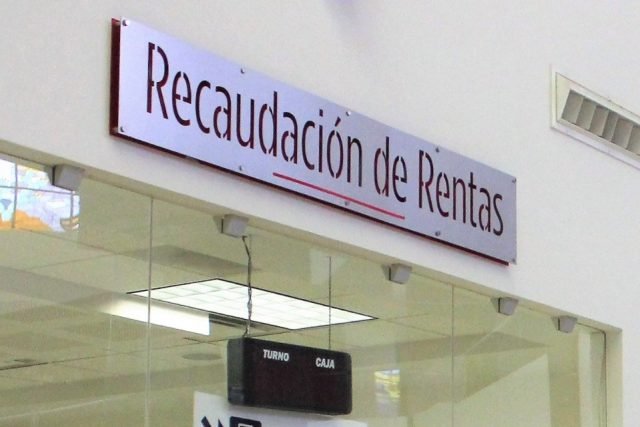 Recaudación de Rentas
TURNO CAJA